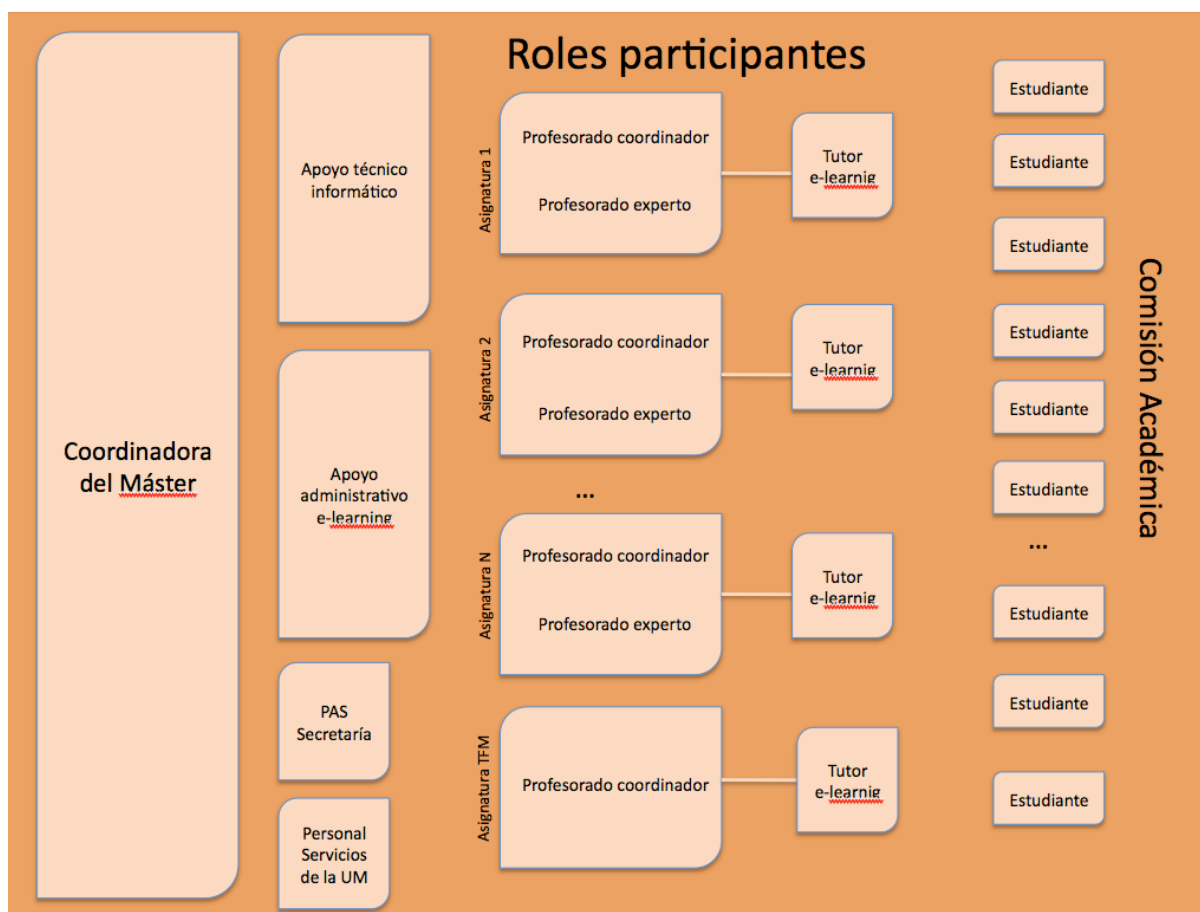 Roles participantes
Coordinadora
del Máster
Apoyo técnico
informático
Apoyo
administrativo
e-learning
PAS
Secretaría
Personal
Servicios
de la UM
Asignatura 1
Profesorado coordinador
Profesorado experto
Tutor
e-learnig
Asignatura 2
Profesorado coordinador
Profesorado experto
Tutor
e-learnig
...
Asignatura N
Profesorado coordinador
Profesorado experto
Tutor
e-learnig
Asignatura TFM
Profesorado coordinador
Tutor
e-learnig
Estudiante
Estudiante
Estudiante
Estudiante
Estudiante
Estudiante
...
Estudiante
Estudiante
Estudiante
Comisión Académica